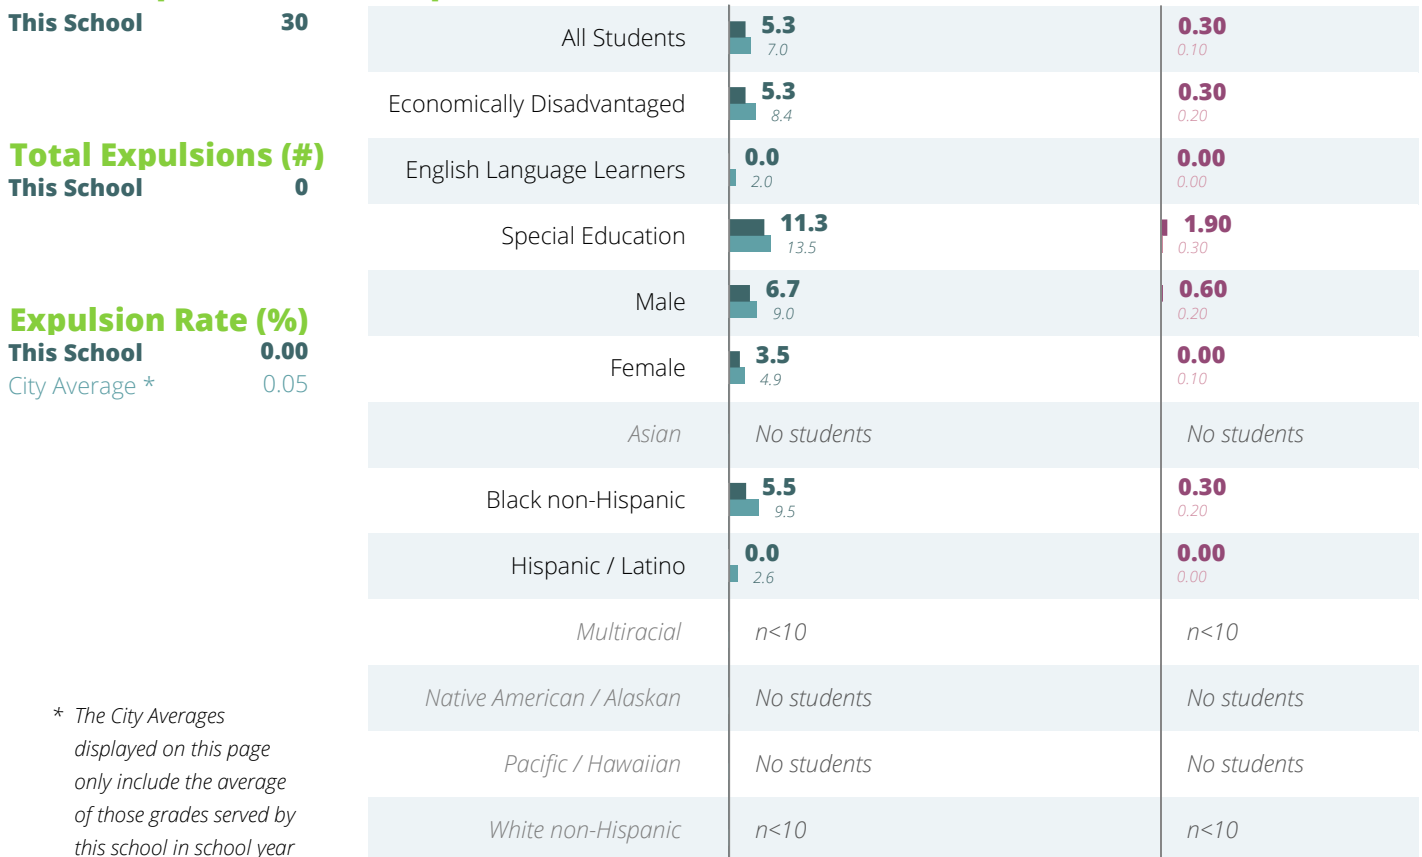 This School 30
Total Expulsions (#)
This School 0
Expulsion Rate (%)
This School 0.00
City Average * 0.05
* The City Averages
displayed on this page
only include the average
of those grades served by
this school in school year
All Students 5.3 0.30
7.0 0.10
Economically Disadvantaged 5.3 0.30
8.4 0.20
English Language Learners 0.0 0.00
2.0 0.00
Special Education 11.3 1.90
13.5 0.30
Male 6.7 0.60
9.0 0.20
Female 3.5 0.00
4.9 0.10
Asian No students No students
Black non-Hispanic 5.5 0.30
9.5 0.20
Hispanic / Latino 0.0 0.00
2.6 0.00
Multiracial n<10 n<10
Native American / Alaskan No students No students
Pacific / Hawaiian No students No students
White non-Hispanic n<10 n<10